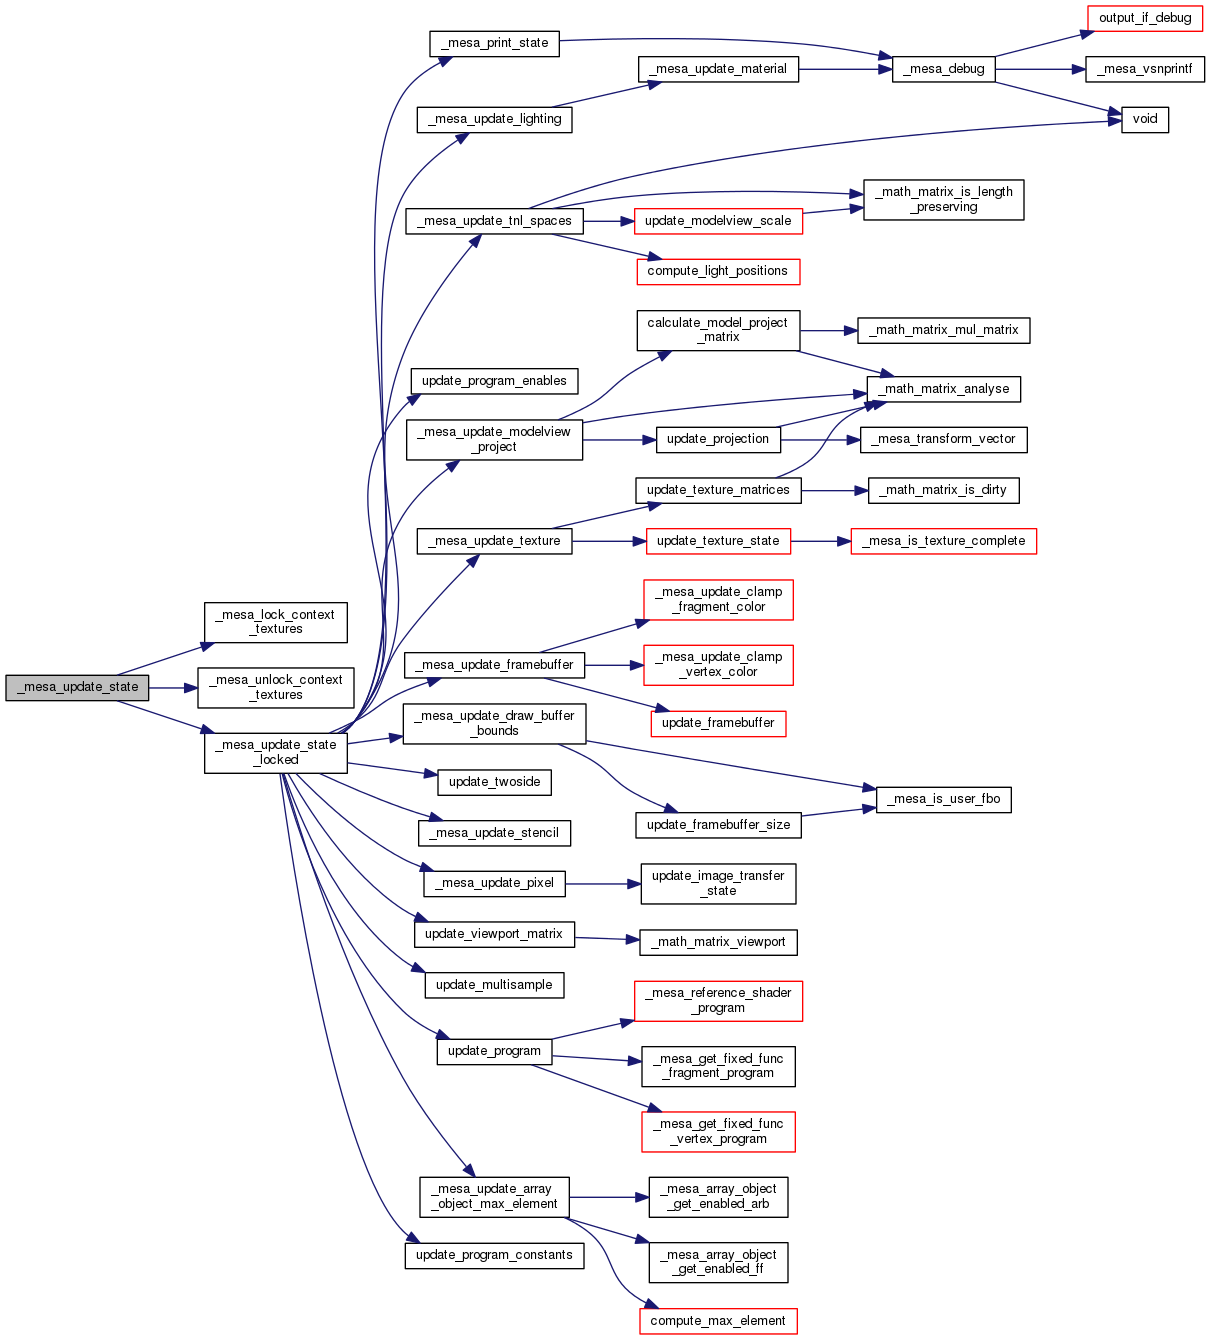 output_if_debug
_mesa_print_state
_mesa_update_material
_mesa_debug
_mesa_vsnprintf
_mesa_update_lighting
void
_math_matrix_is_length
_preserving
_mesa_update_tnl_spaces
update_modelview_scale
compute_light_positions
calculate_model_project
_matrix
_math_matrix_mul_matrix
update_program_enables
_math_matrix_analyse
_mesa_update_modelview
_project
update_projection
_mesa_transform_vector
update_texture_matrices
_math_matrix_is_dirty
_mesa_update_texture
update_texture_state
_mesa_is_texture_complete
_mesa_update_clamp
_fragment_color
_mesa_lock_context
_textures
_mesa_update_framebuffer
_mesa_update_clamp
_vertex_color
_mesa_update_state
_mesa_unlock_context
_textures
_mesa_update_draw_buffer
_bounds
update_framebuffer
_mesa_update_state
_locked
update_twoside
_mesa_is_user_fbo
_mesa_update_stencil
update_framebuffer_size
_mesa_update_pixel
update_image_transfer
_state
update_viewport_matrix
_math_matrix_viewport
update_multisample
_mesa_reference_shader
_program
update_program
_mesa_get_fixed_func
_fragment_program
_mesa_get_fixed_func
_vertex_program
_mesa_update_array
_object_max_element
_mesa_array_object
_get_enabled_arb
update_program_constants
_mesa_array_object
_get_enabled_ff
compute_max_element